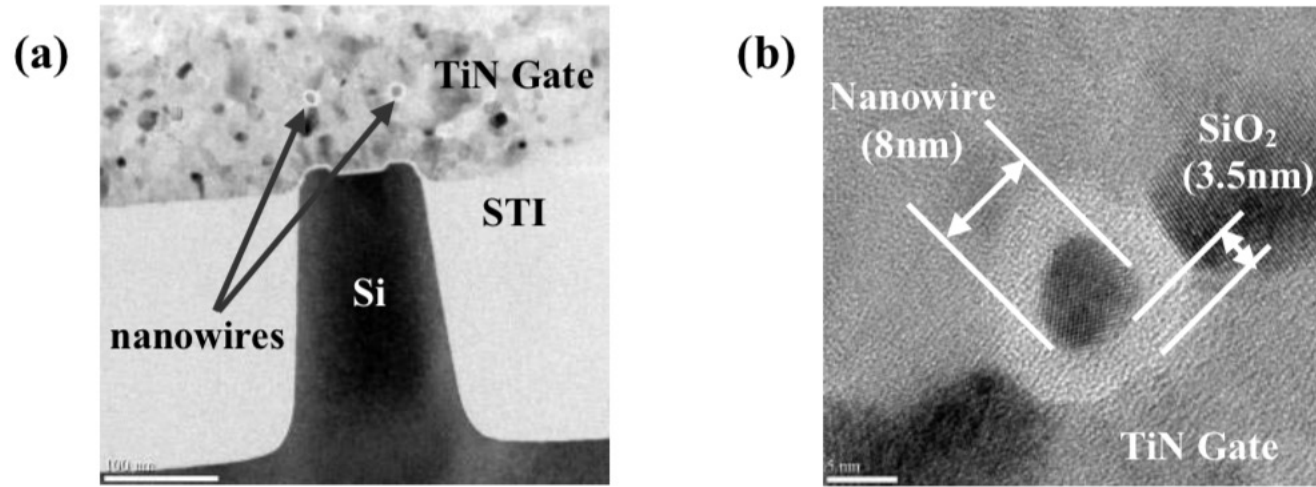 (a)
TiN Gate
STI
Si
nanowires
100 nm
(b)
Nanowire
(8nm)
SiO₂
(3.5nm)
TiN Gate
5 nm